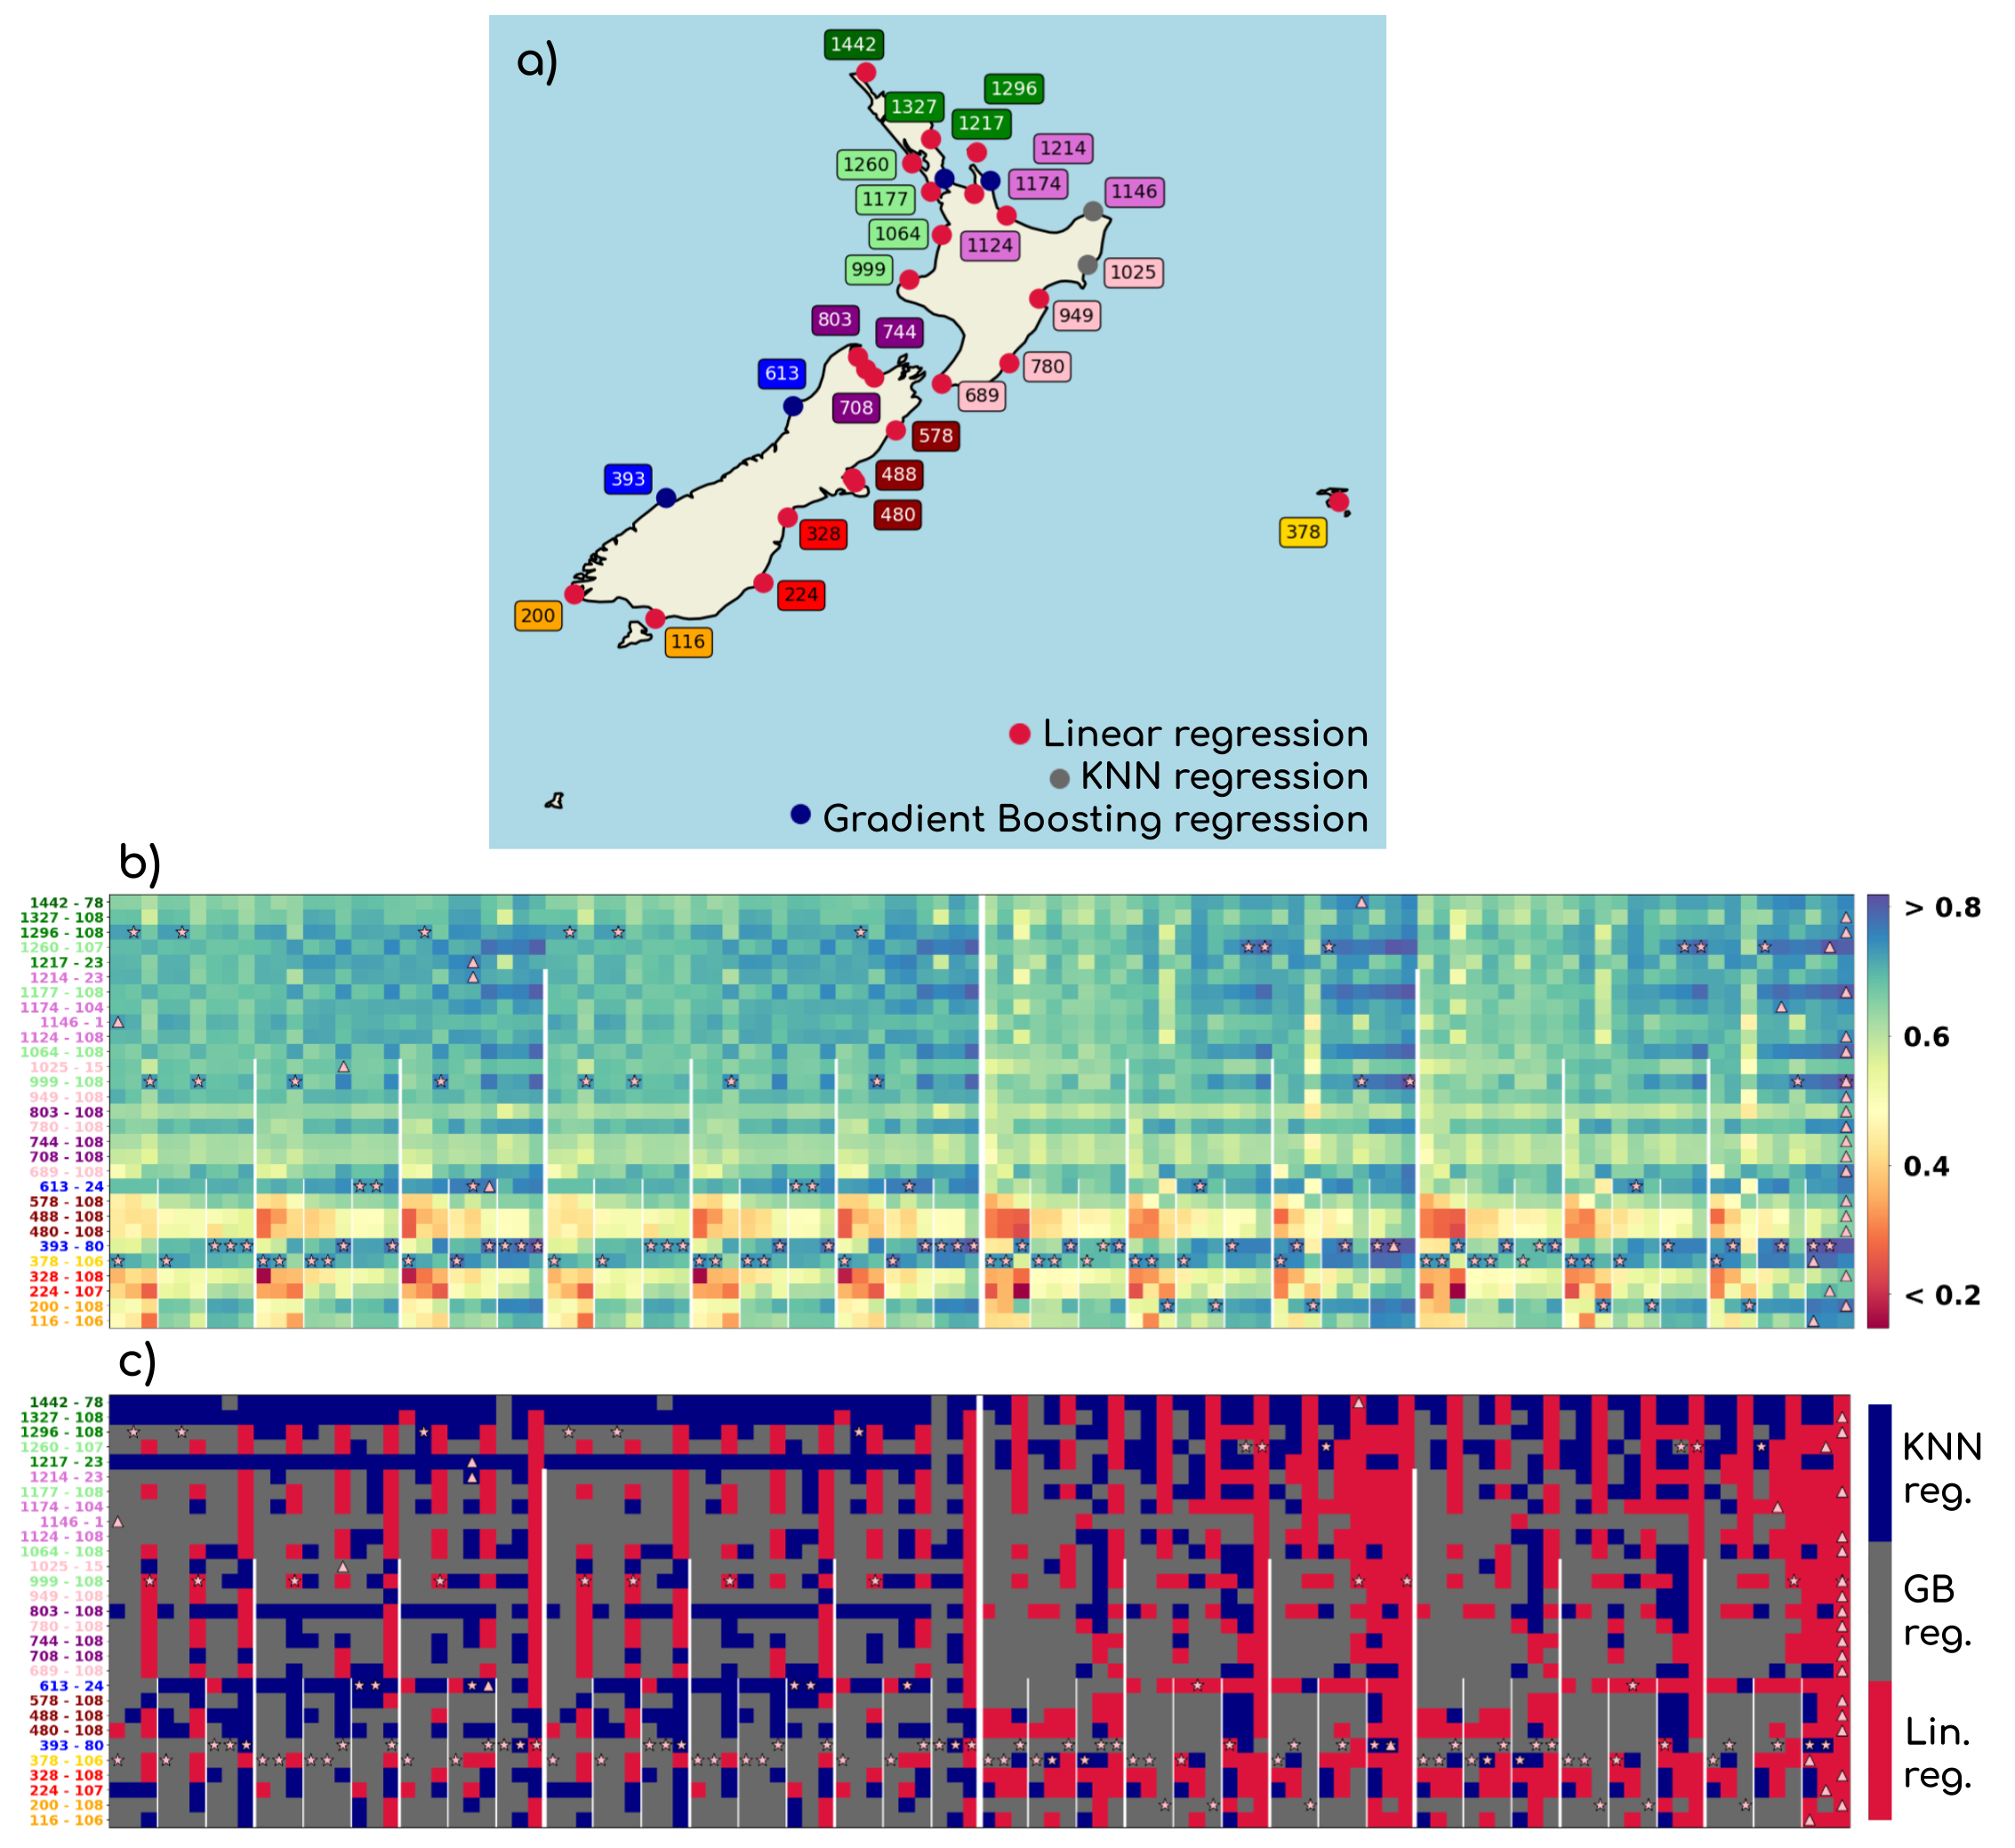 a)
1442
1296
1327
1217
1214
1260
1174
1146
1177
1064
1124
999
1025
949
803
744
780
613
689
708
578
393
488
480
328
378
224
200
116
Linear regression
KNN regression
Gradient Boosting regression
b)
1442 - 78
1327 - 108
1296 - 108
1260 - 107
1217 - 23
1214 - 23
1177 - 108
1174 - 104
1146 - 1
1124 - 108
1064 - 108
1025 - 15
999 - 108
949 - 108
803 - 108
780 - 108
744 - 108
708 - 108
689 - 108
613 - 24
578 - 108
488 - 108
480 - 108
393 - 80
378 - 106
328 - 108
224 - 107
200 - 108
116 - 106
> 0.8
0.6
0.4
< 0.2
c)
1442 - 78
1327 - 108
1296 - 108
1260 - 107
1217 - 23
1214 - 23
1177 - 108
1174 - 104
1146 - 1
1124 - 108
1064 - 108
1025 - 15
999 - 108
949 - 108
803 - 108
780 - 108
744 - 108
708 - 108
689 - 108
613 - 24
578 - 108
488 - 108
480 - 108
393 - 80
378 - 106
328 - 108
224 - 107
200 - 108
116 - 106
KNN
reg.
GB
reg.
Lin.
reg.